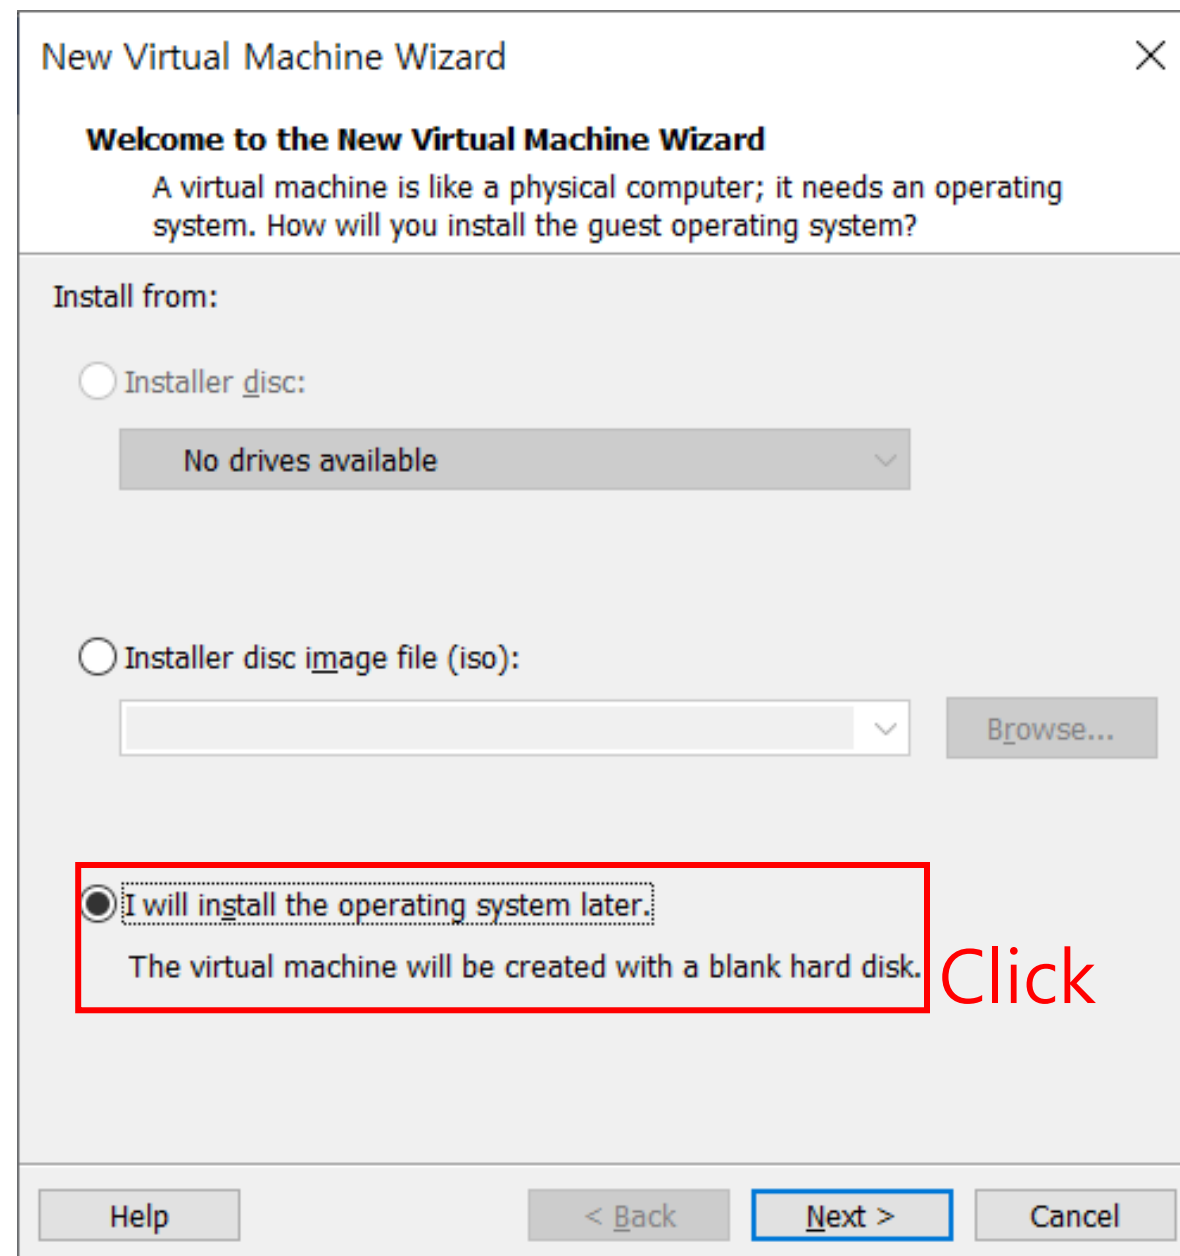 New Virtual Machine Wizard
Welcome to the New Virtual Machine Wizard
A virtual machine is like a physical computer; it needs an operating
system. How will you install the guest operating system?
Install from:
Installer disc:
No drives available
Installer disc image file (iso):
Browse...
I will install the operating system later.
The virtual machine will be created with a blank hard disk.
Click
Help
< Back
Next >
Cancel